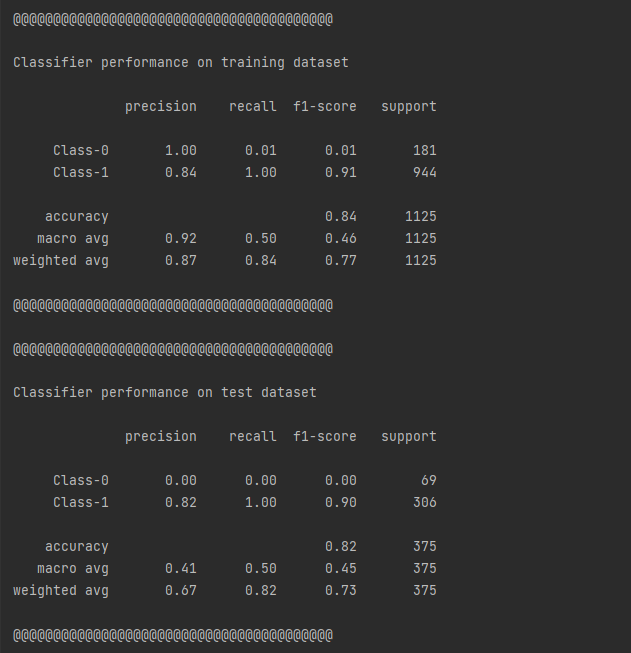 @@@@@@@@@@@@@@@@@@@@@@@@@@@@@@@@@@@@@@@@
Classifier performance on training dataset
              precision    recall  f1-score   support
     Class-0       1.00      0.01      0.01       181
     Class-1       0.84      1.00      0.91       944
    accuracy                           0.84      1125
   macro avg       0.92      0.50      0.46      1125
weighted avg       0.87      0.84      0.77      1125
@@@@@@@@@@@@@@@@@@@@@@@@@@@@@@@@@@@@@@@@
@@@@@@@@@@@@@@@@@@@@@@@@@@@@@@@@@@@@@@@@
Classifier performance on test dataset
              precision    recall  f1-score   support
     Class-0       0.00      0.00      0.00        69
     Class-1       0.82      1.00      0.90       306
    accuracy                           0.82       375
   macro avg       0.41      0.50      0.45       375
weighted avg       0.67      0.82      0.73       375
@@@@@@@@@@@@@@@@@@@@@@@@@@@@@@@@@@@@@@@@